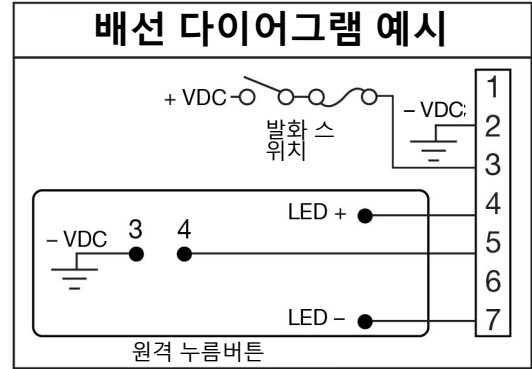 배선 다이어그램 예시
+ VDC
발화 스
위치
– VDC
1
2
3
4
5
6
7
LED +
– VDC
3
4
LED –
원격 누름버튼